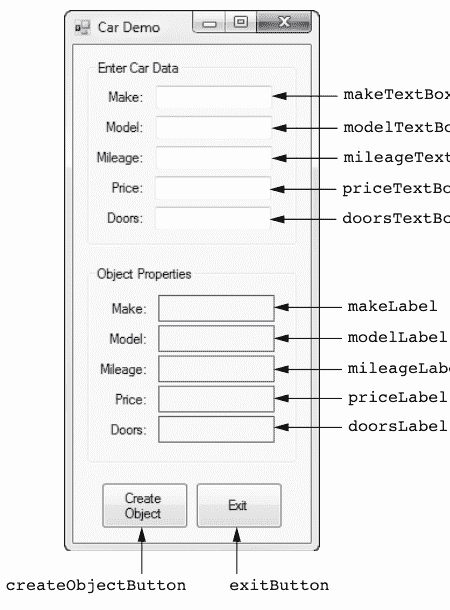 Car Demo
Enter Car Data
Make: makeTextBox
Model: modelTextBo
Mileage: mileageText
Price: priceTextBo
Doors: doorsTextBo
Object Properties
Make: makeLabel
Model: modelLabel
Mileage: mileageLabe
Price: priceLabel
Doors: doorsLabel
Create
Object
Exit
createObjectButton exitButton